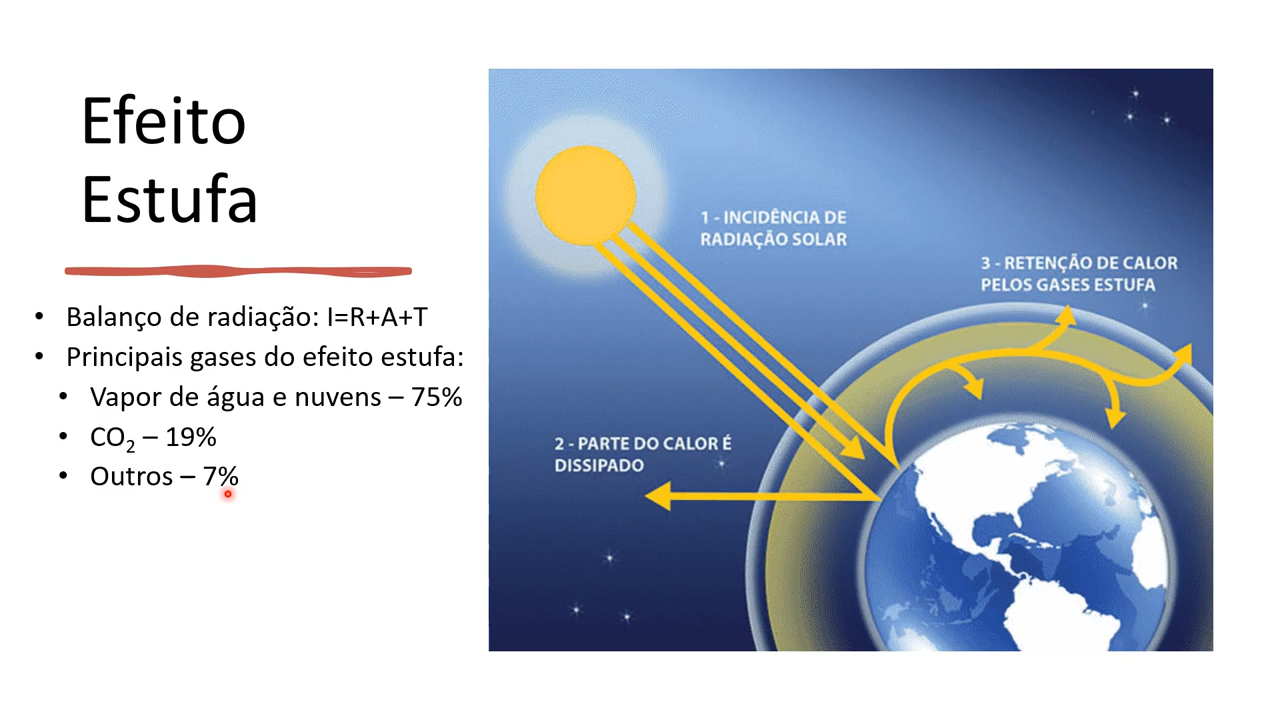 Efeito
Estufa
• Balanço de radiação: I=R+A+T
• Principais gases do efeito estufa:
• Vapor de água e nuvens – 75%
• CO₂ – 19%
• Outros – 7%
1 - INCIDÊNCIA DE
RADIAÇÃO SOLAR
3 - RETENÇÃO DE CALOR
PELOS GASES ESTUFA
2 - PARTE DO CALOR É
DISSIPADO